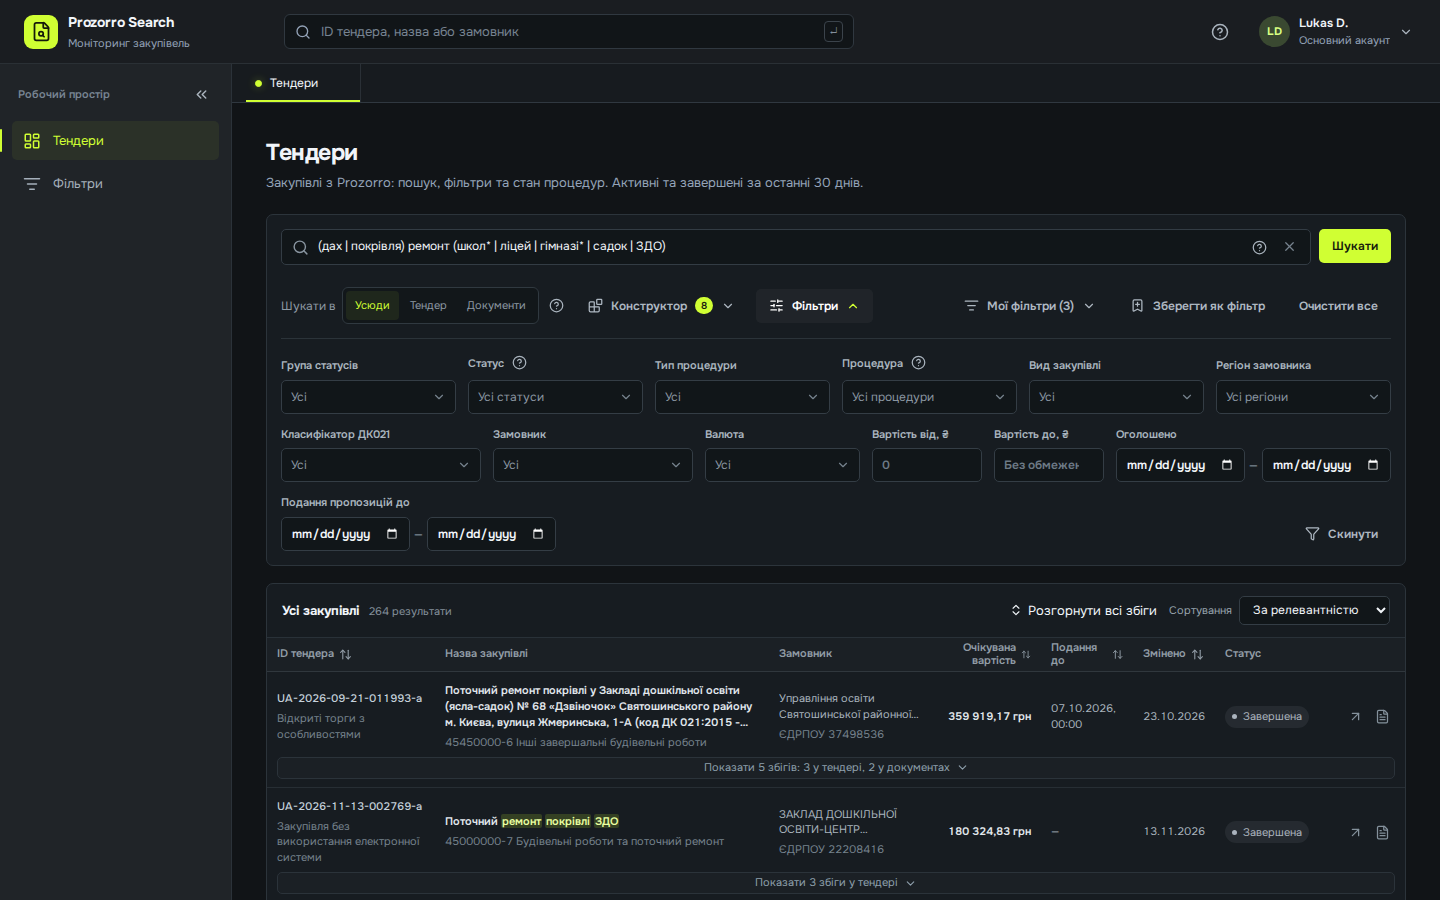 Prozorro Search
Моніторинг закупівель
ID тендера, назва або замовник
LD
Lukas D.
Основний акаунт
Робочий простір
Тендери
Фільтри
Тендери
Тендери
Закупівлі з Prozorro: пошук, фільтри та стан процедур. Активні та завершені за останні 30 днів.
(дах | покрівля) ремонт (школ* | ліцей | гімназі* | садок | ЗДО)
Шукати
Шукати в
Усюди
Тендер
Документи
Конструктор 8
Фільтри
Мої фільтри (3)
Зберегти як фільтр
Очистити все
Група статусів
Статус
Тип процедури
Процедура
Вид закупівлі
Регіон замовника
Усі
Усі статуси
Усі
Усі процедури
Усі
Усі регіони
Класифікатор ДК021
Замовник
Валюта
Вартість від, ₴
Вартість до, ₴
Оголошено
Усі
Усі
Усі
0
Без обмежен
mm/dd/yyyy – mm/dd/yyyy
Подання пропозицій до
mm/dd/yyyy – mm/dd/yyyy
Скинути
Усі закупівлі 264 результати
Розгорнути всі збіги
Сортування
За релевантністю
ID тендера
Назва закупівлі
Замовник
Очікувана
вартість
Подання
до
Змінено
Статус
UA-2026-09-21-011993-a
Відкриті торги з
особливостями
Поточний ремонт покрівлі у Закладі дошкільної освіти
(ясла-садок) № 68 «Дзвіночок» Святошинського району
м. Києва, вулиця Жмеринська, 1-А (код ДК 021:2015 -...
45450000-6 Інші завершальні будівельні роботи
Управління освіти
Святошинської районної...
ЄДРПОУ 37498536
359 919,17 грн
07.10.2026,
00:00
23.10.2026
Завершена
Показати 5 збігів: 3 у тендері, 2 у документах
UA-2026-11-13-002769-a
Закупівля без
використання електронної
системи
Поточний ремонт покрівлі ЗДО
45000000-7 Будівельні роботи та поточний ремонт
ЗАКЛАД ДОШКІЛЬНОЇ
ОСВІТИ-ЦЕНТР...
ЄДРПОУ 22208416
180 324,83 грн
–
13.11.2026
Завершена
Показати 3 збіги у тендері